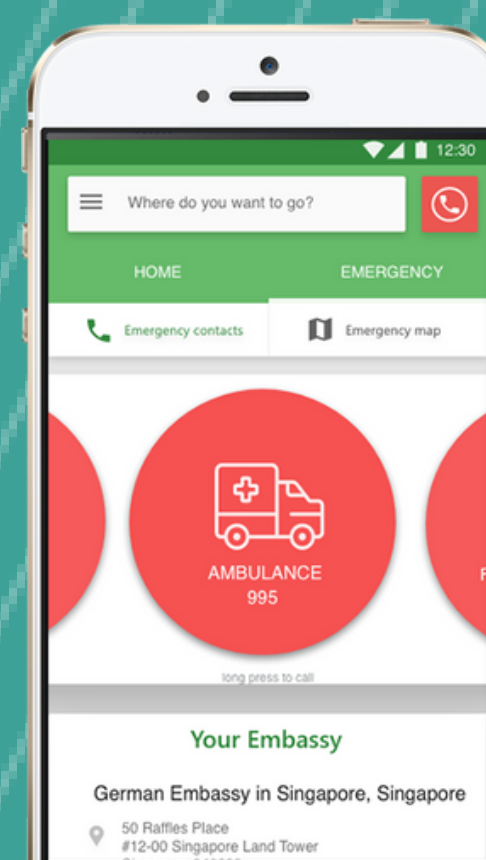 12:30
Where do you want to go?
HOME EMERGENCY
Emergency contacts Emergency map
AMBULANCE
995
long press to call
Your Embassy
German Embassy in Singapore, Singapore
50 Raffles Place
#12-00 Singapore Land Tower